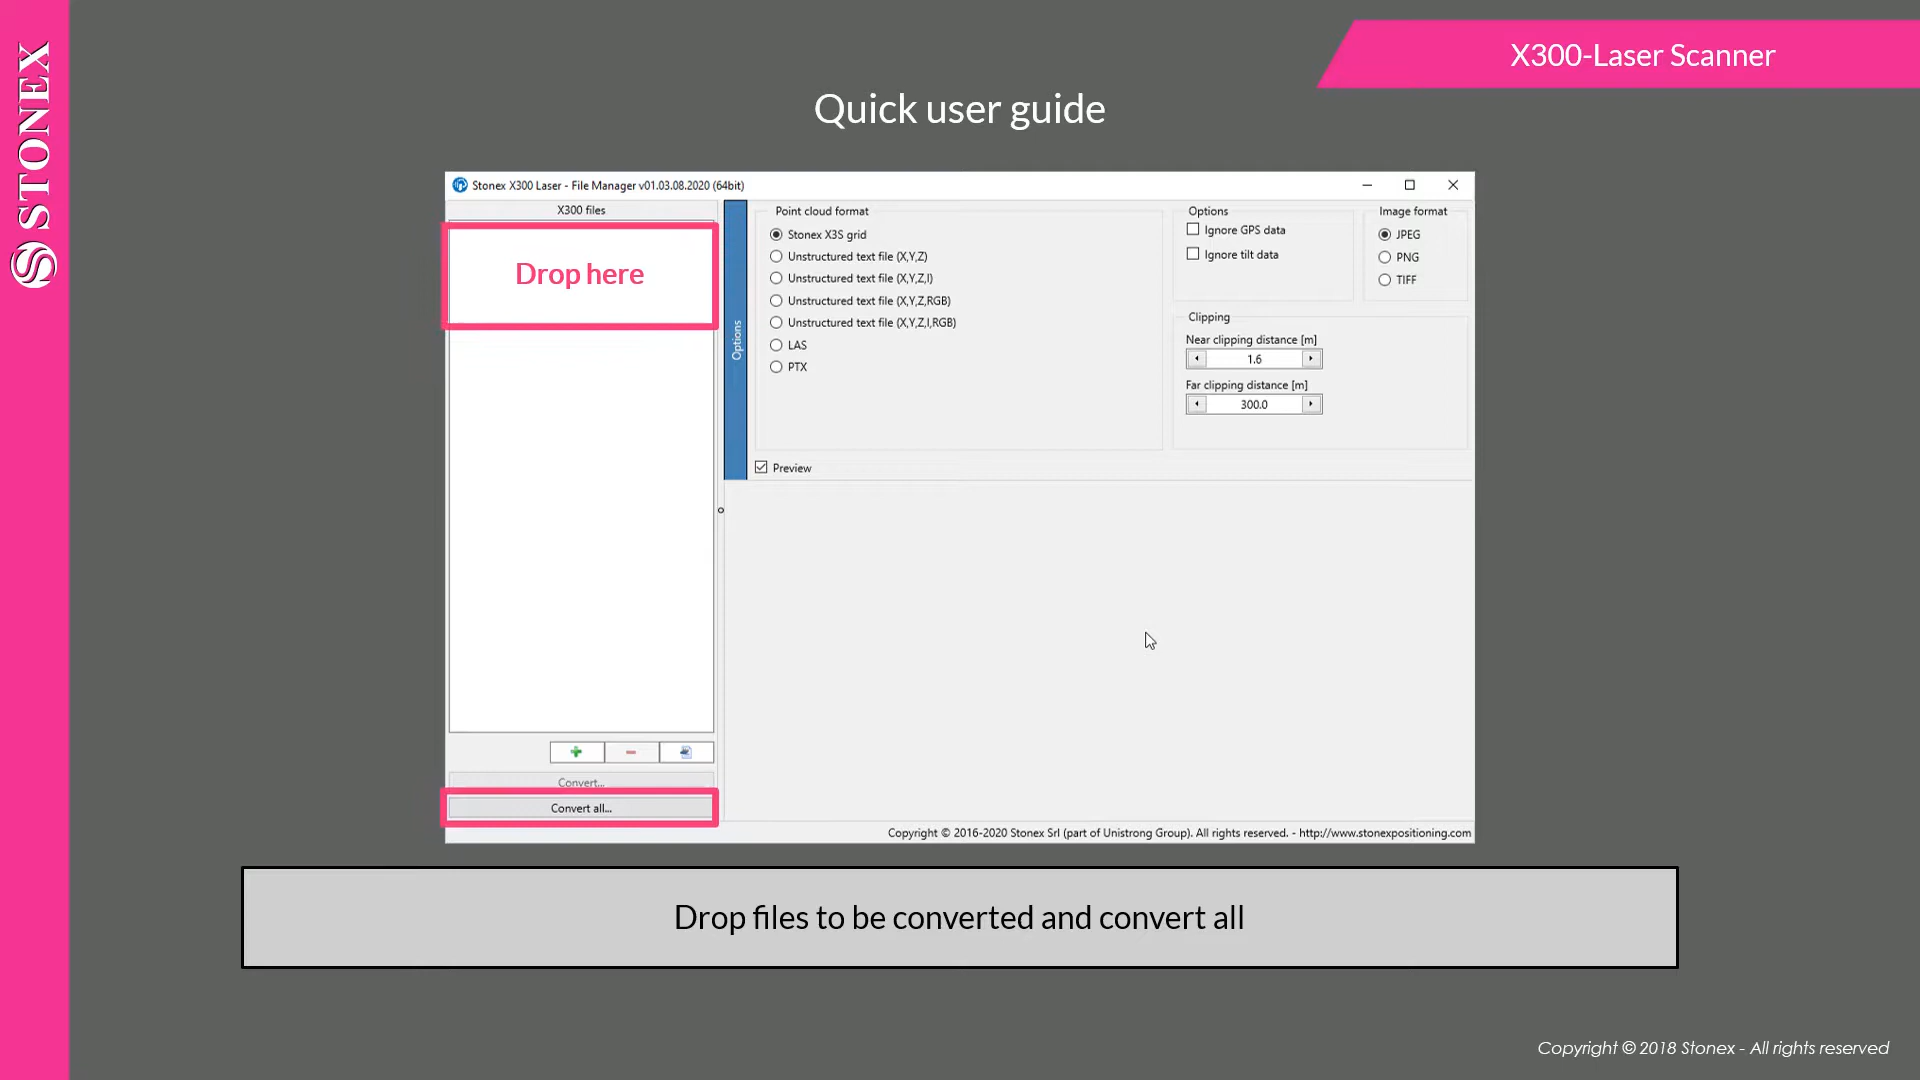 STONEX
X300-Laser Scanner
Quick user guide
Stonex X300 Laser - File Manager v01.03.08.2020 (64bit)
X300 files
Drop here
Options
Point cloud format
Stonex X3S grid
Unstructured text file (X,Y,Z)
Unstructured text file (X,Y,Z,I)
Unstructured text file (X,Y,Z,RGB)
Unstructured text file (X,Y,Z,I,RGB)
LAS
PTX
Preview
Options
Ignore GPS data
Ignore tilt data
Image format
JPEG
PNG
TIFF
Clipping
Near clipping distance [m]
1.6
Far clipping distance [m]
300.0
Convert...
Convert all...
Copyright © 2016-2020 Stonex Srl (part of Unistrong Group). All rights reserved. - http://www.stonexpositioning.com
Drop files to be converted and convert all
Copyright © 2018 Stonex - All rights reserved